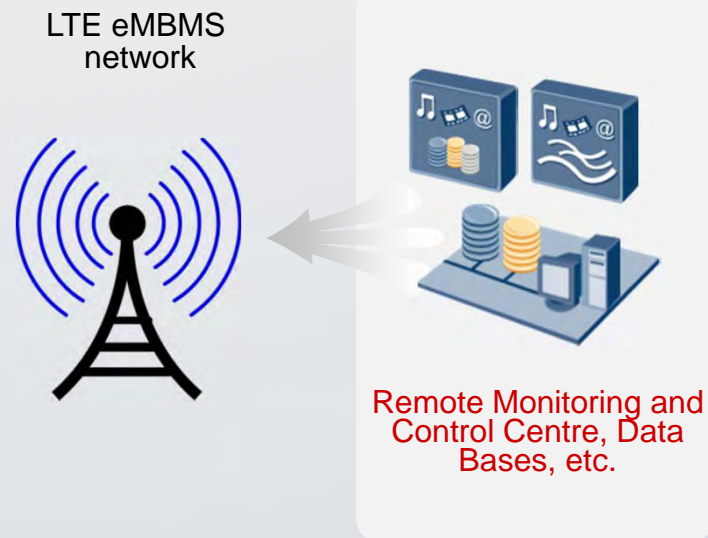 LTE eMBMS
network
@
@
Remote Monitoring and
Control Centre, Data
Bases, etc.